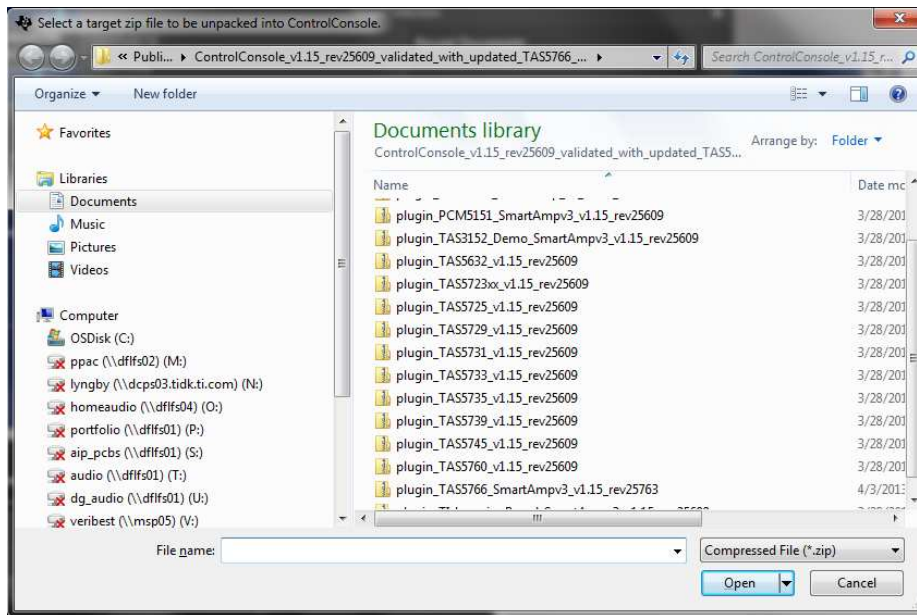 Select a target zip file to be unpacked into ControlConsole.
« Publi... ▸ ControlConsole_v1.15_rev25609_validated_with_updated_TAS5766_... ▸
Search ControlConsole_v1.15_r...
Organize
New folder
Favorites
Libraries
Documents
Music
Pictures
Videos
Computer
OSDisk (C:)
ppac (\\dflfs02) (M:)
lyngby (\\dcps03.tidk.ti.com) (N:)
homeaudio (\\dflfs04) (O:)
portfolio (\\dflfs01) (P:)
aip_pcbs (\\dflfs01) (S:)
audio (\\dflfs01) (T:)
dg_audio (\\dflfs01) (U:)
veribest (\\msp05) (V:)
Documents library
ControlConsole_v1.15_rev25609_validated_with_updated_TAS5...
Arrange by: Folder
Name Date mo
plugin_PCM5151_SmartAmpv3_v1.15_rev25609 3/28/201
plugin_TAS3152_Demo_SmartAmpv3_v1.15_rev25609 3/28/201
plugin_TAS5632_v1.15_rev25609 3/28/201
plugin_TAS5723xx_v1.15_rev25609 3/28/201
plugin_TAS5725_v1.15_rev25609 3/28/201
plugin_TAS5729_v1.15_rev25609 3/28/201
plugin_TAS5731_v1.15_rev25609 3/28/201
plugin_TAS5733_v1.15_rev25609 3/28/201
plugin_TAS5735_v1.15_rev25609 3/28/201
plugin_TAS5739_v1.15_rev25609 3/28/201
plugin_TAS5745_v1.15_rev25609 3/28/201
plugin_TAS5760_v1.15_rev25609 3/28/201
plugin_TAS5766_SmartAmpv3_v1.15_rev25763 4/3/2013
File name:
Compressed File (*.zip)
Open
Cancel